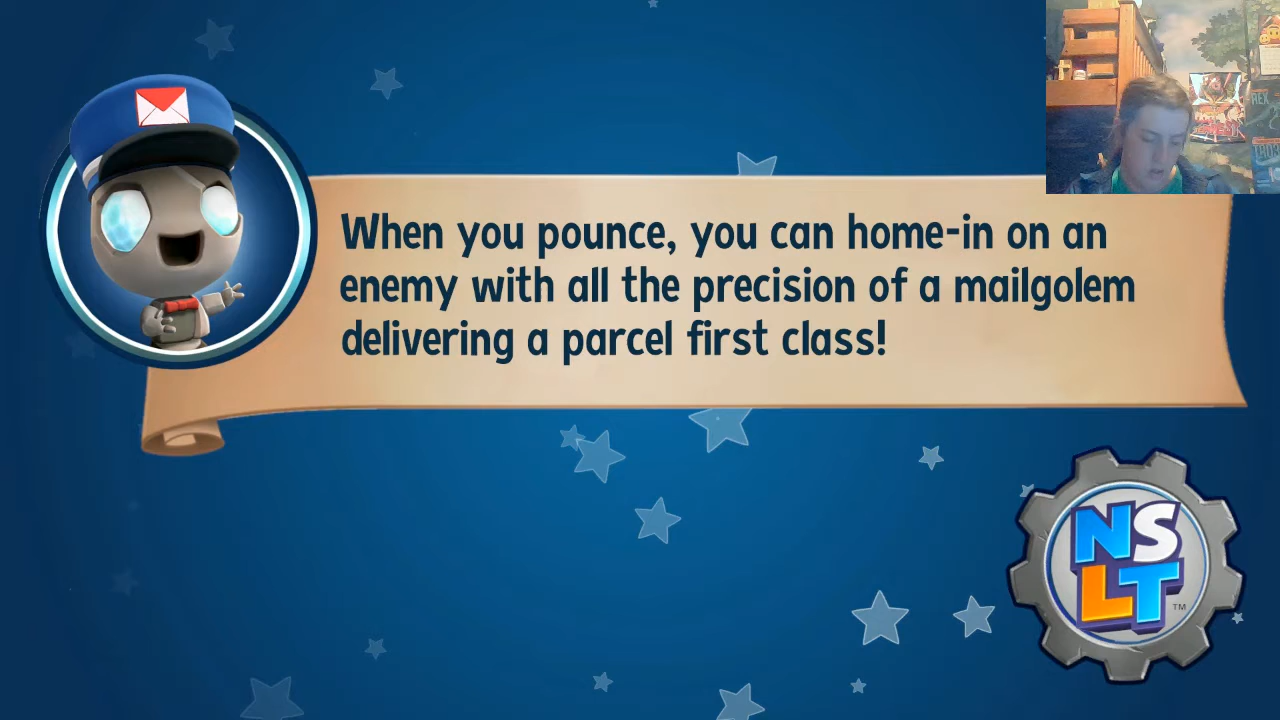 When you pounce, you can home-in on an
enemy with all the precision of a mailgolem
delivering a parcel first class!
NS
LT
TM